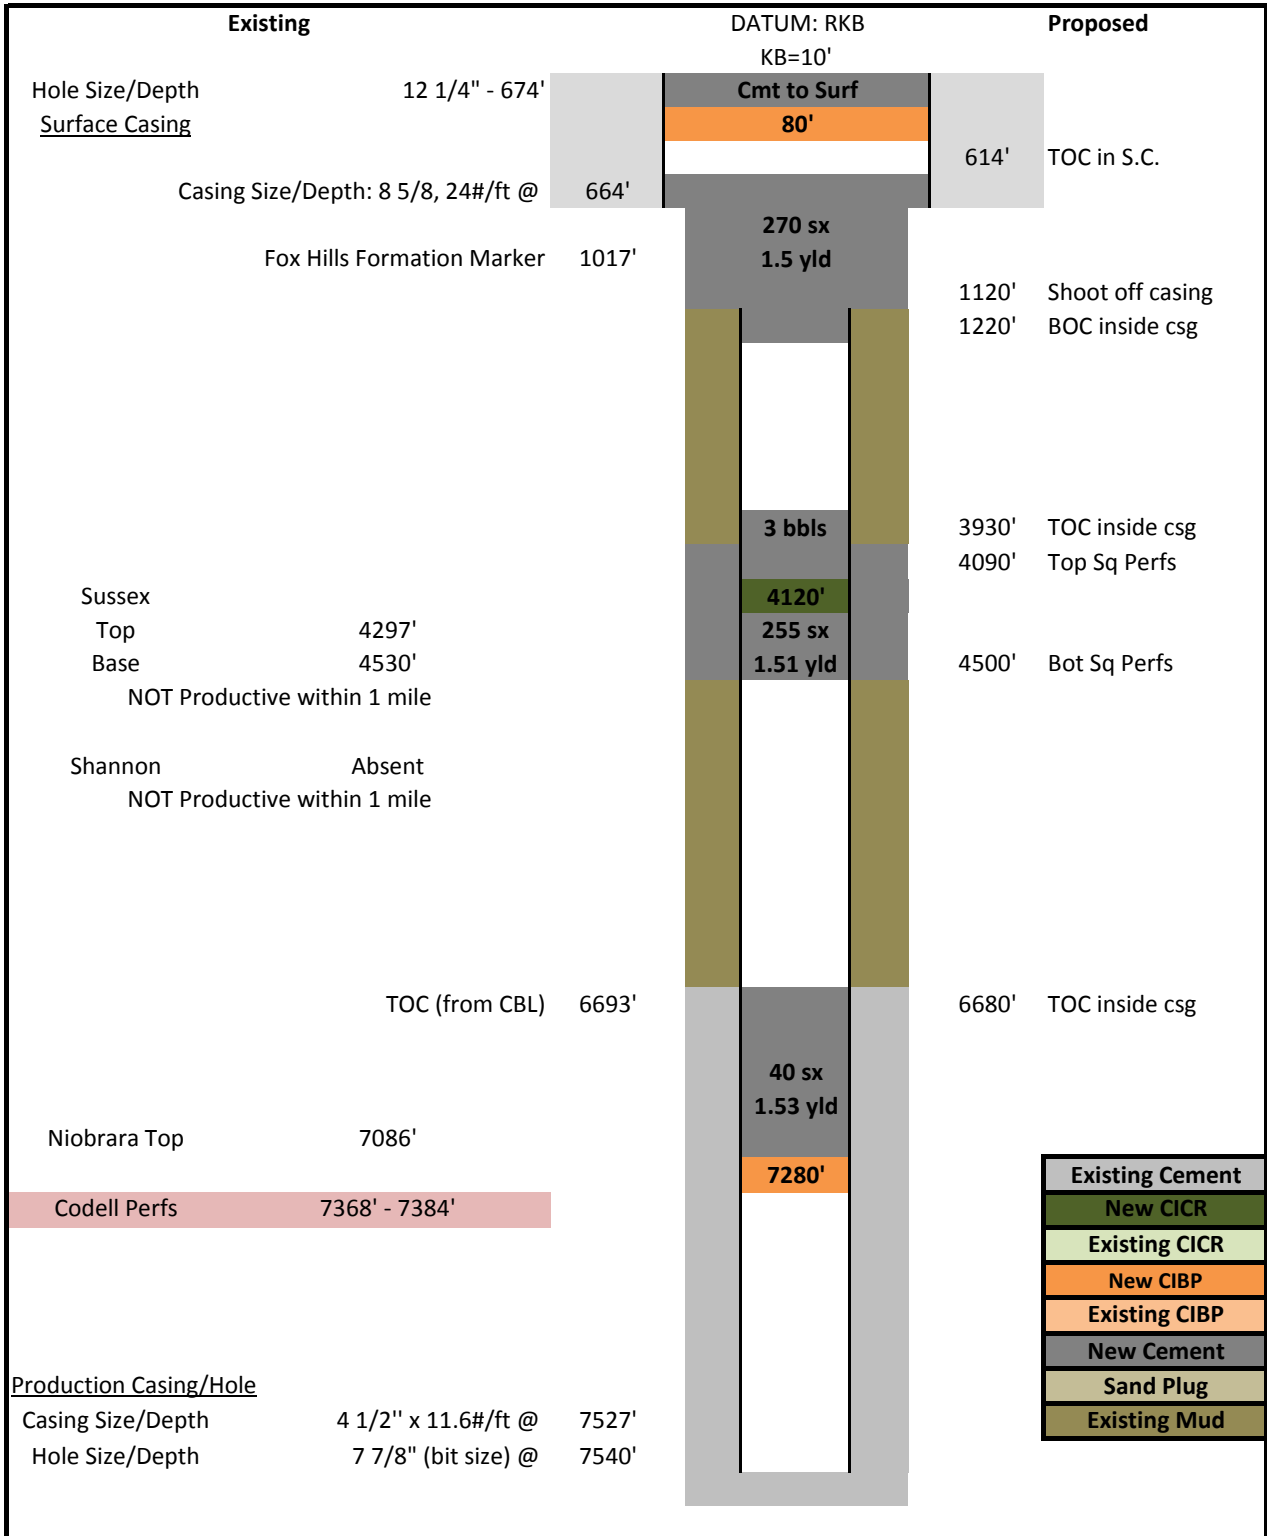 Existing DATUM: RKB Proposed
KB=10'
Hole Size/Depth 12 1/4" - 674' Cmt to Surf
Surface Casing 80'
614' TOC in S.C.
Casing Size/Depth: 8 5/8, 24#/ft @ 664'
270 sx
Fox Hills Formation Marker 1017' 1.5 yld
1120' Shoot off casing
1220' BOC inside csg
3 bbls 3930' TOC inside csg
4090' Top Sq Perfs
Sussex 4120'
Top 4297' 255 sx
Base 4530' 1.51 yld 4500' Bot Sq Perfs
NOT Productive within 1 mile
Shannon Absent
NOT Productive within 1 mile
TOC (from CBL) 6693' 6680' TOC inside csg
40 sx
1.53 yld
Niobrara Top 7086'
7280' Existing Cement
Codell Perfs 7368' - 7384' New CICR
Existing CICR
New CIBP
Existing CIBP
New Cement
Production Casing/Hole Sand Plug
Casing Size/Depth 4 1/2'' x 11.6#/ft @ 7527' Existing Mud
Hole Size/Depth 7 7/8" (bit size) @ 7540'